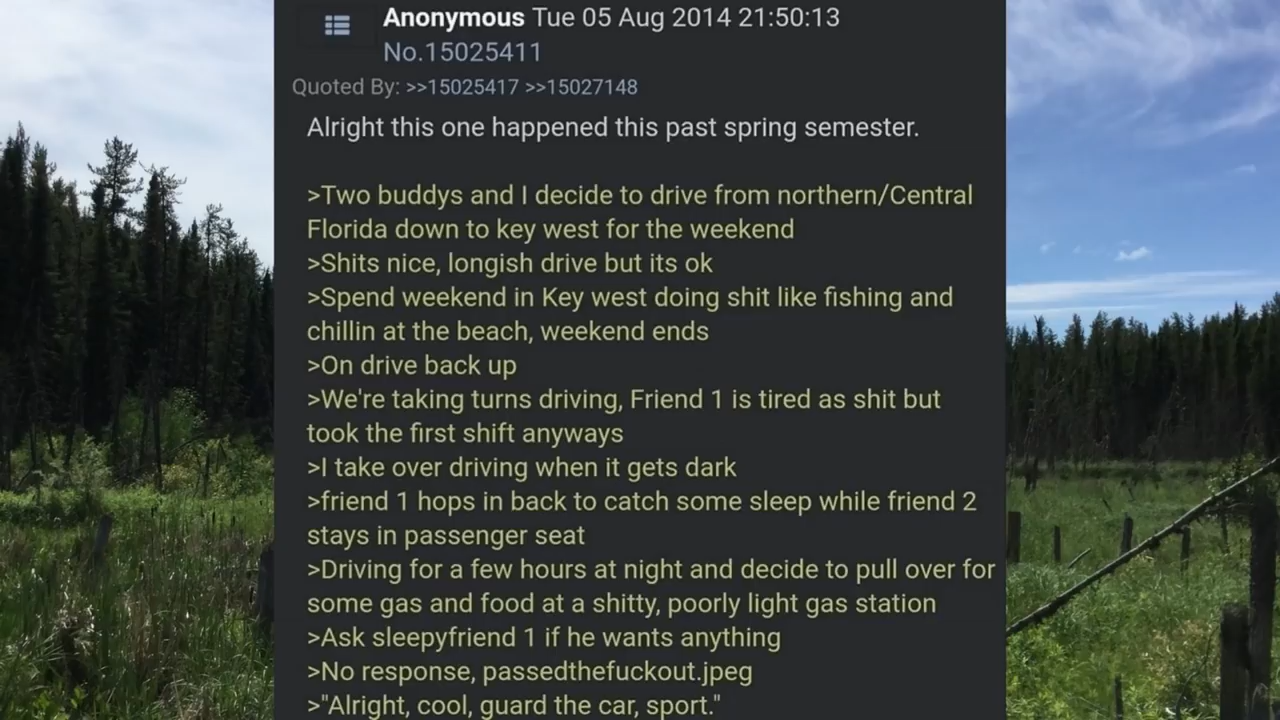 Anonymous Tue 05 Aug 2014 21:50:13
No.15025411
Quoted By: >>15025417 >>15027148
Alright this one happened this past spring semester.
>Two buddys and I decide to drive from northern/Central
Florida down to key west for the weekend
>Shits nice, longish drive but its ok
>Spend weekend in Key west doing shit like fishing and
chillin at the beach, weekend ends
>On drive back up
>We're taking turns driving, Friend 1 is tired as shit but
took the first shift anyways
>I take over driving when it gets dark
>friend 1 hops in back to catch some sleep while friend 2
stays in passenger seat
>Driving for a few hours at night and decide to pull over for
some gas and food at a shitty, poorly light gas station
>Ask sleepyfriend 1 if he wants anything
>No response, passedthefuckout.jpeg
>"Alright, cool, guard the car, sport."